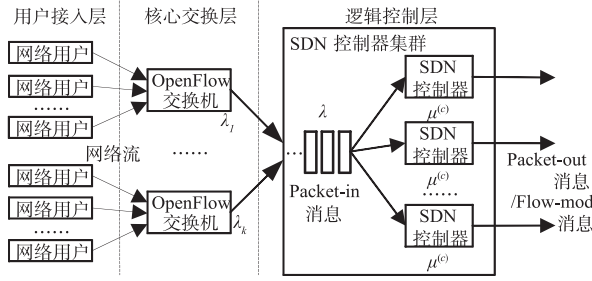 用户接入层
核心交换层
逻辑控制层
网络用户
网络用户
……
网络用户
网络流
网络用户
网络用户
……
网络用户
OpenFlow
交换机
λ1
……
OpenFlow
交换机
λk
SDN 控制器集群
λ
...
Packet-in
消息
SDN
控制器
μ(c)
SDN
控制器
μ(c)
……
SDN
控制器
μ(c)
Packet-out
消息
/Flow-mod
消息